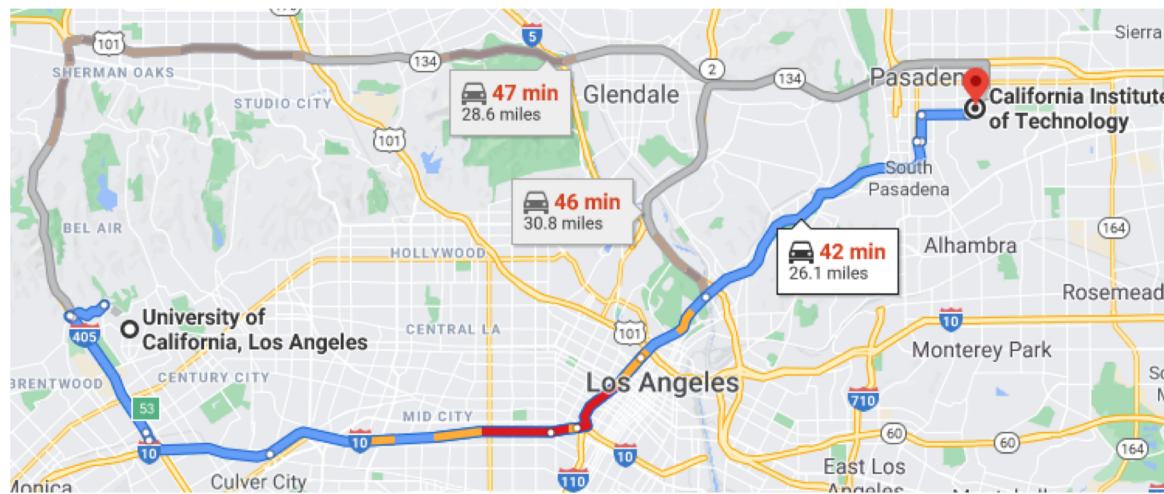 101
5
Sierra
SHERMAN OAKS
134
2
134
Pasaden
STUDIO CITY
47 min
28.6 miles
Glendale
California Institute
of Technology
101
South
Pasadena
46 min
30.8 miles
164
BEL AIR
HOLLYWOOD
42 min
26.1 miles
Alhambra
Rosemead
University of
California, Los Angeles
405
CENTRAL LA
101
10
Monterey Park
BRENTWOOD
CENTURY CITY
Los Angeles
53
MID CITY
710
10
10
10
60
60
164
Culver City
110
East Los